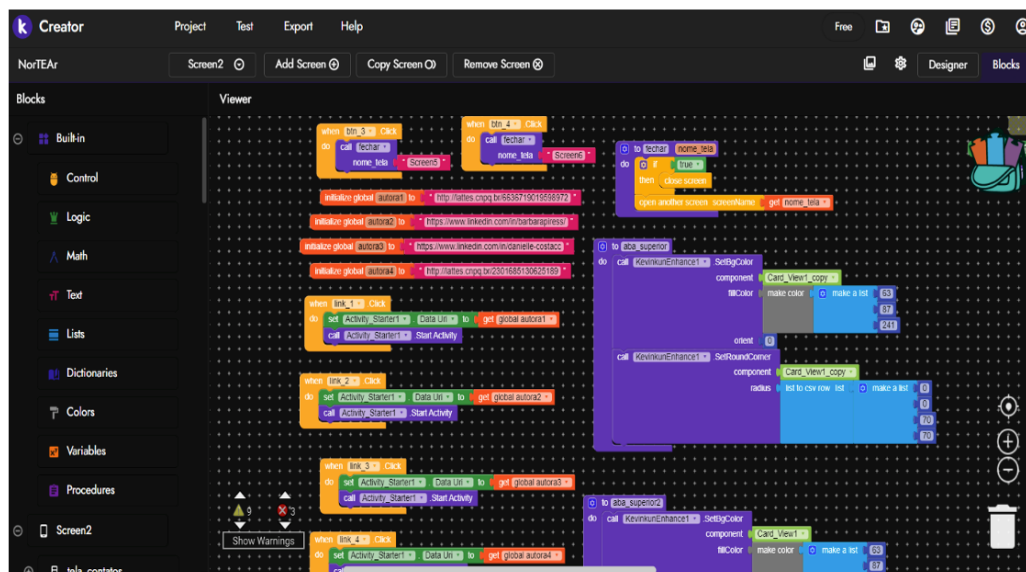 Creator
Project
Test
Export
Help
Free
NorTEAr
Screen2
Add Screen
Copy Screen
Remove Screen
Designer
Blocks
Blocks
Viewer
Built-in
Control
Logic
Math
Text
Lists
Dictionaries
Colors
Variables
Procedures
Screen2
tela_contatos
when btn_3 .Click
do call fechar
nome_tela " Screen5 "
when btn_4 .Click
do call fechar
nome_tela " Screen6 "
to fechar nome_tela
do if true
then close screen
open another screen screenName get nome_tela
initialize global autora1 to " http://lattes.cnpq.br/6636719019598972 "
initialize global autora2 to " https://www.linkedin.com/in/barbarapiress/ "
initialize global autora3 to " https://www.linkedin.com/in/danielle-costacc "
initialize global autora4 to " http://lattes.cnpq.br/2301685130625189 "
when link_1 .Click
do set Activity_Starter1 . Data Uri to get global autora1
call Activity_Starter1 .Start Activity
when link_2 .Click
do set Activity_Starter1 . Data Uri to get global autora2
call Activity_Starter1 .Start Activity
when link_3 .Click
do set Activity_Starter1 . Data Uri to get global autora3
call Activity_Starter1 .Start Activity
when link_4 .Click
do set Activity_Starter1 . Data Uri to get global autora4
to aba_superior
do call KevinkunEnhance1 .SetBgColor
component Card_View1_copy
fillColor make color make a list 63
87
241
orient 0
call KevinkunEnhance1 .SetRoundCorner
component Card_View1_copy
radius list to csv row list make a list 0
0
70
70
to aba_superior2
do call KevinkunEnhance1 .SetBgColor
component Card_View1
fillColor make color make a list 63
87
9
3
Show Warnings